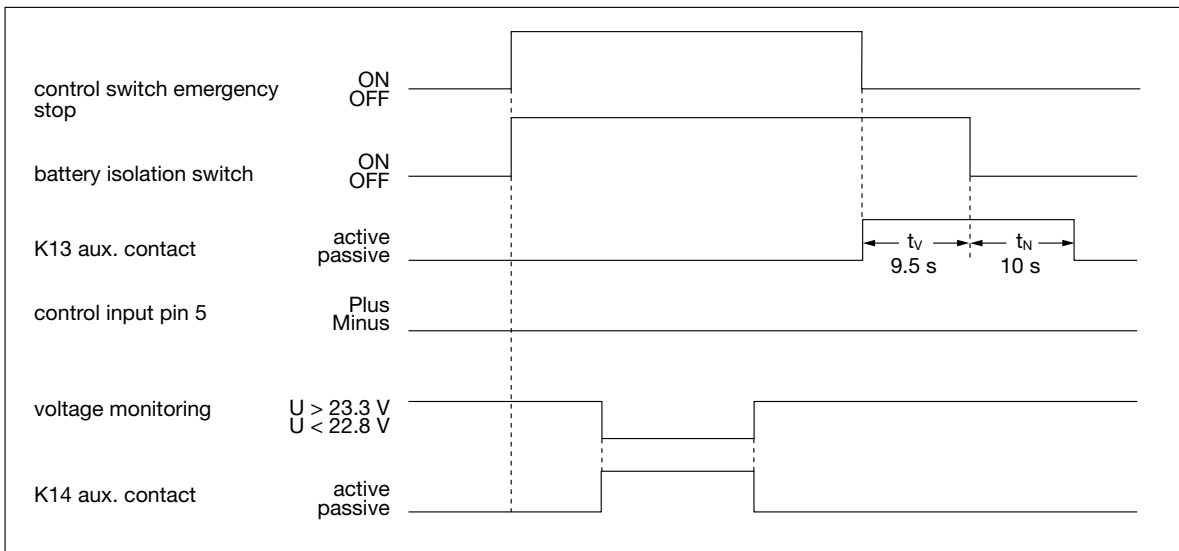 control switch emergency stop
ON
OFF
battery isolation switch
ON
OFF
K13 aux. contact
active
passive
tV
9.5 s
tN
10 s
control input pin 5
Plus
Minus
voltage monitoring
U > 23.3 V
U < 22.8 V
K14 aux. contact
active
passive